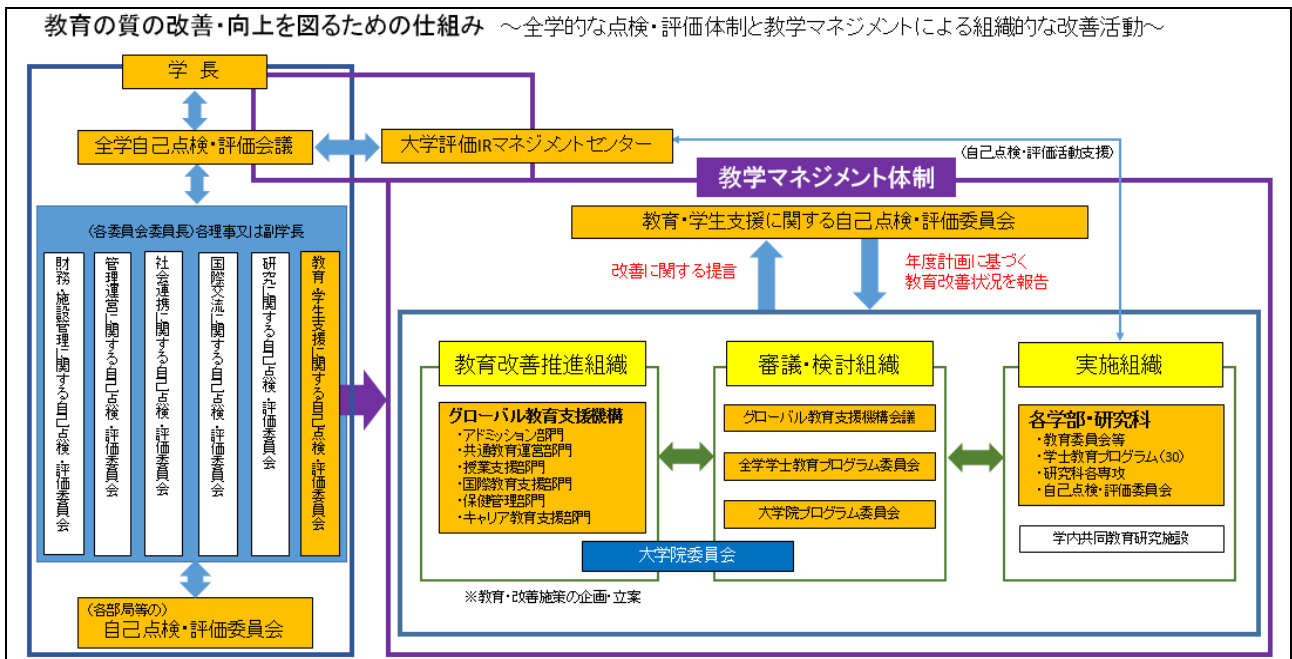 教育の質の改善・向上を図るための仕組み ～全学的な点検・評価体制と教学マネジメントによる組織的な改善活動～
学 長
全学自己点検・評価会議
大学評価IRマネジメントセンター
(自己点検・評価活動支援)
教学マネジメント体制
教育・学生支援に関する自己点検・評価委員会
(各委員会委員長)各理事又は副学長
財務・施設管理に関する自己点検・評価委員会
管理運営に関する自己点検・評価委員会
社会連携に関する自己点検・評価委員会
国際交流に関する自己点検・評価委員会
研究に関する自己点検・評価委員会
教育・学生支援に関する自己点検・評価委員会
(各部局等の)
自己点検・評価委員会
改善に関する提言
年度計画に基づく
教育改善状況を報告
教育改善推進組織
グローバル教育支援機構
・アドミッション部門
・共通教育運営部門
・授業支援部門
・国際教育支援部門
・保健管理部門
・キャリア教育支援部門
審議・検討組織
グローバル教育支援機構会議
全学学士教育プログラム委員会
大学院プログラム委員会
大学院委員会
実施組織
各学部・研究科
・教育委員会等
・学士教育プログラム(30)
・研究科各専攻
・自己点検・評価委員会
学内共同教育研究施設
※教育・改善施策の企画・立案